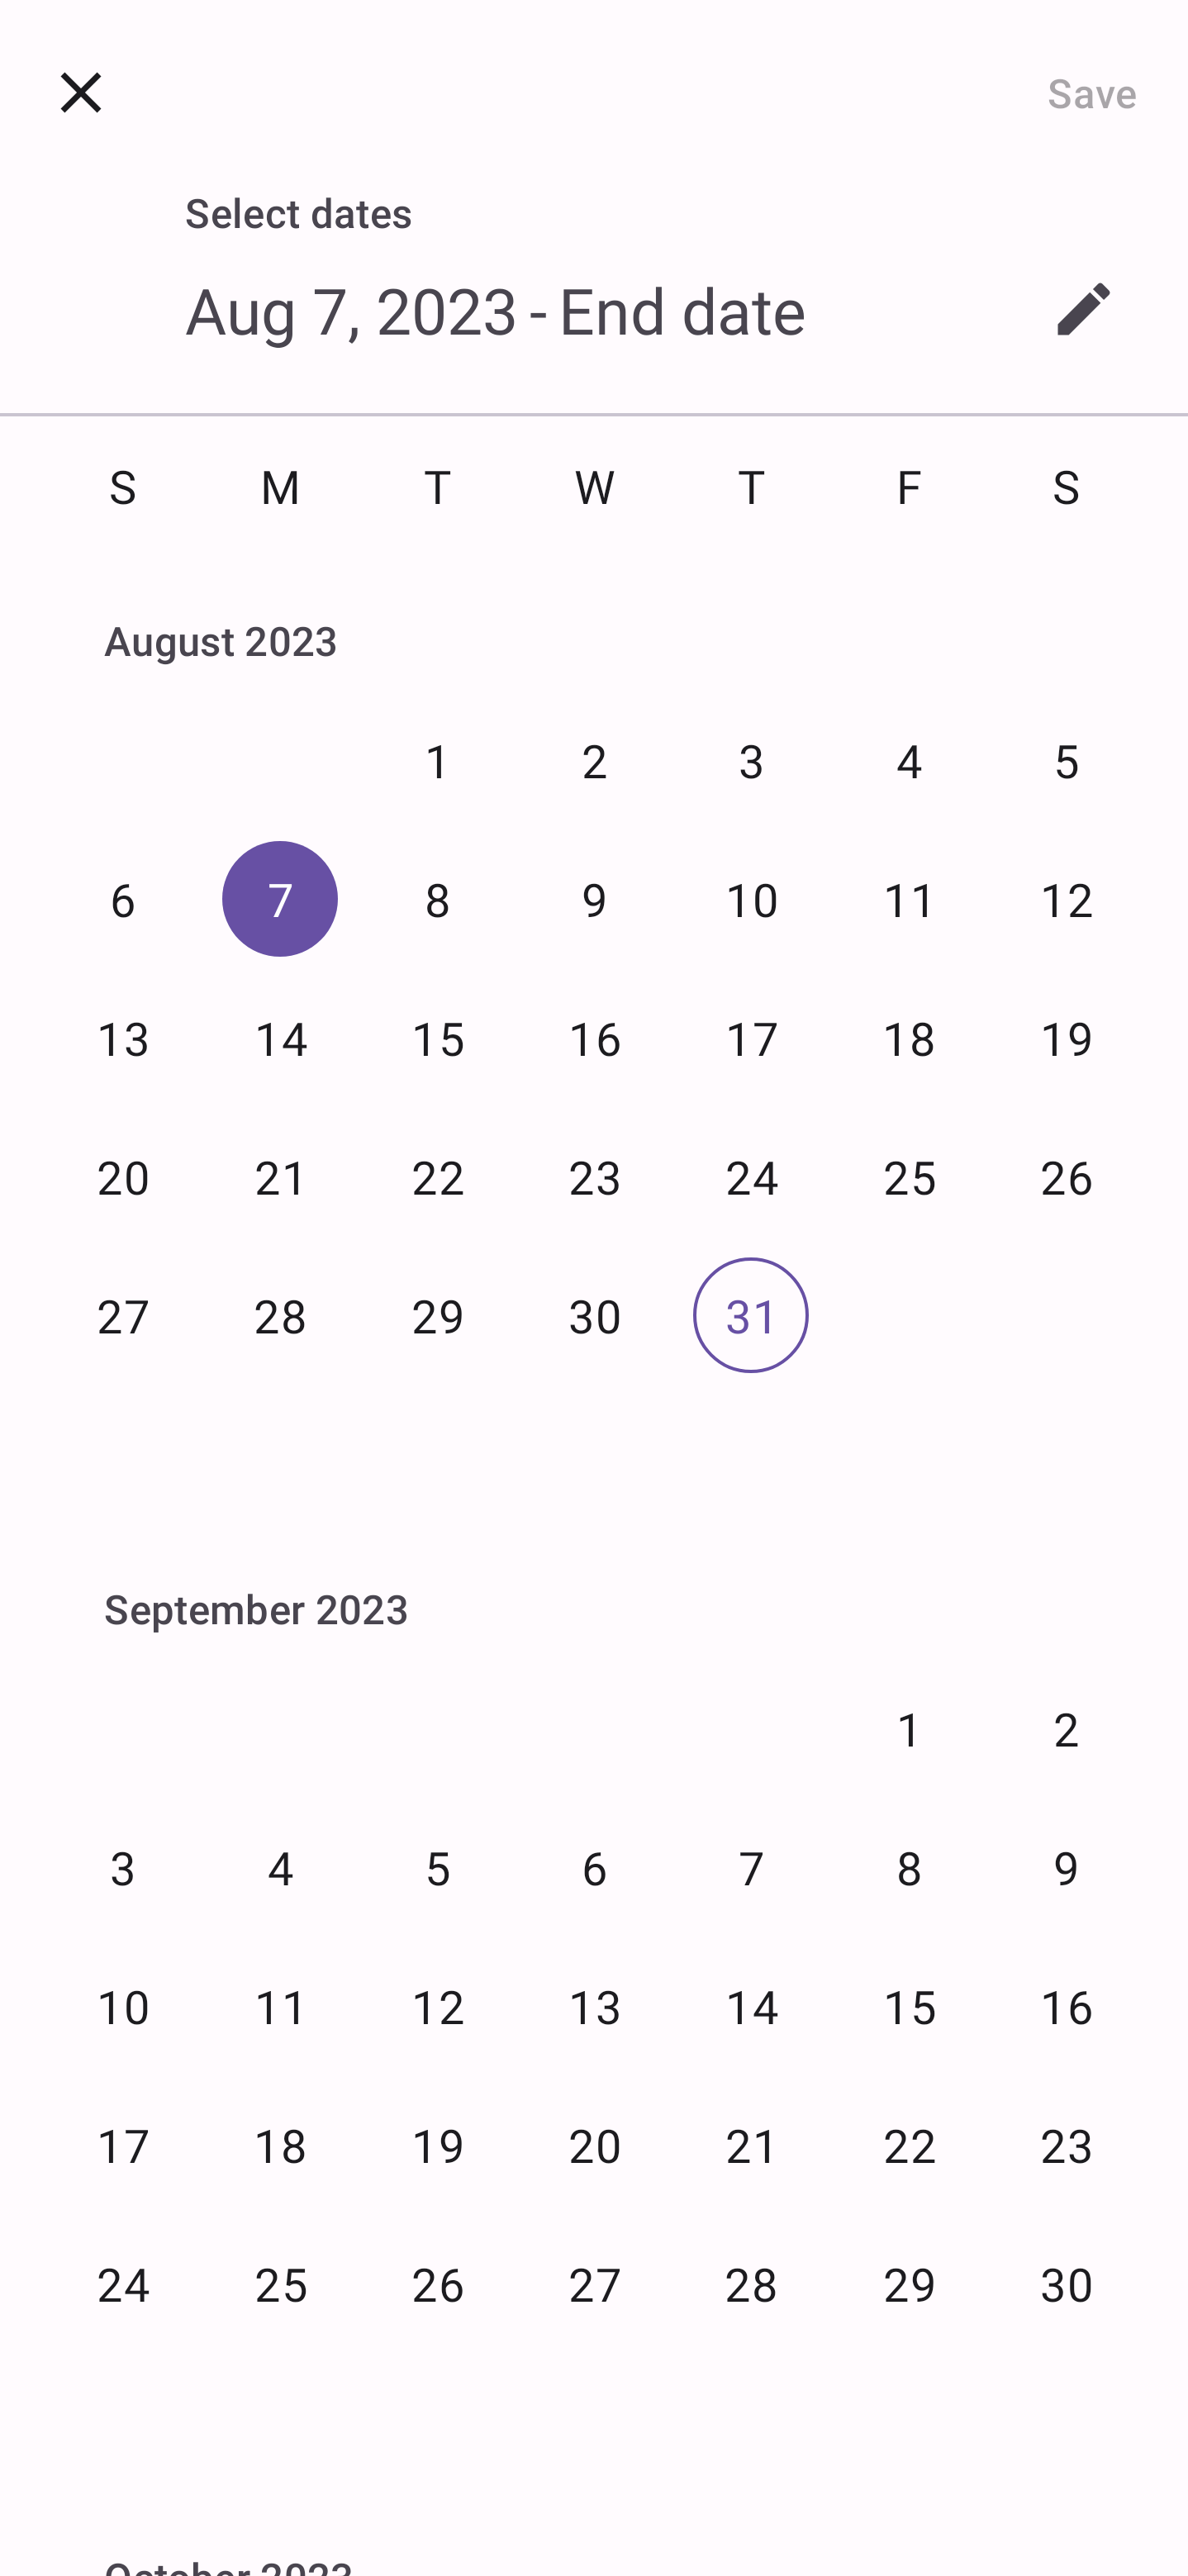 Save
Select dates
Aug 7, 2023 - End date
S M T W T F S
August 2023
1 2 3 4 5
6 7 8 9 10 11 12
13 14 15 16 17 18 19
20 21 22 23 24 25 26
27 28 29 30 31
September 2023
1 2
3 4 5 6 7 8 9
10 11 12 13 14 15 16
17 18 19 20 21 22 23
24 25 26 27 28 29 30
October 2023